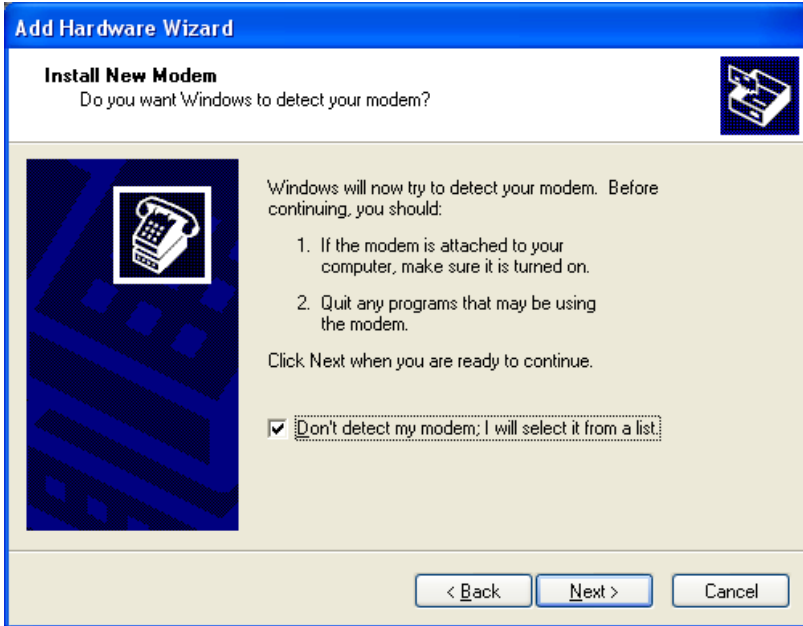 Add Hardware Wizard
Install New Modem
Do you want Windows to detect your modem?
Windows will now try to detect your modem.  Before
continuing, you should:
1. If the modem is attached to your
computer, make sure it is turned on.
2. Quit any programs that may be using
the modem.
Click Next when you are ready to continue.
Don't detect my modem; I will select it from a list.
< Back
Next >
Cancel